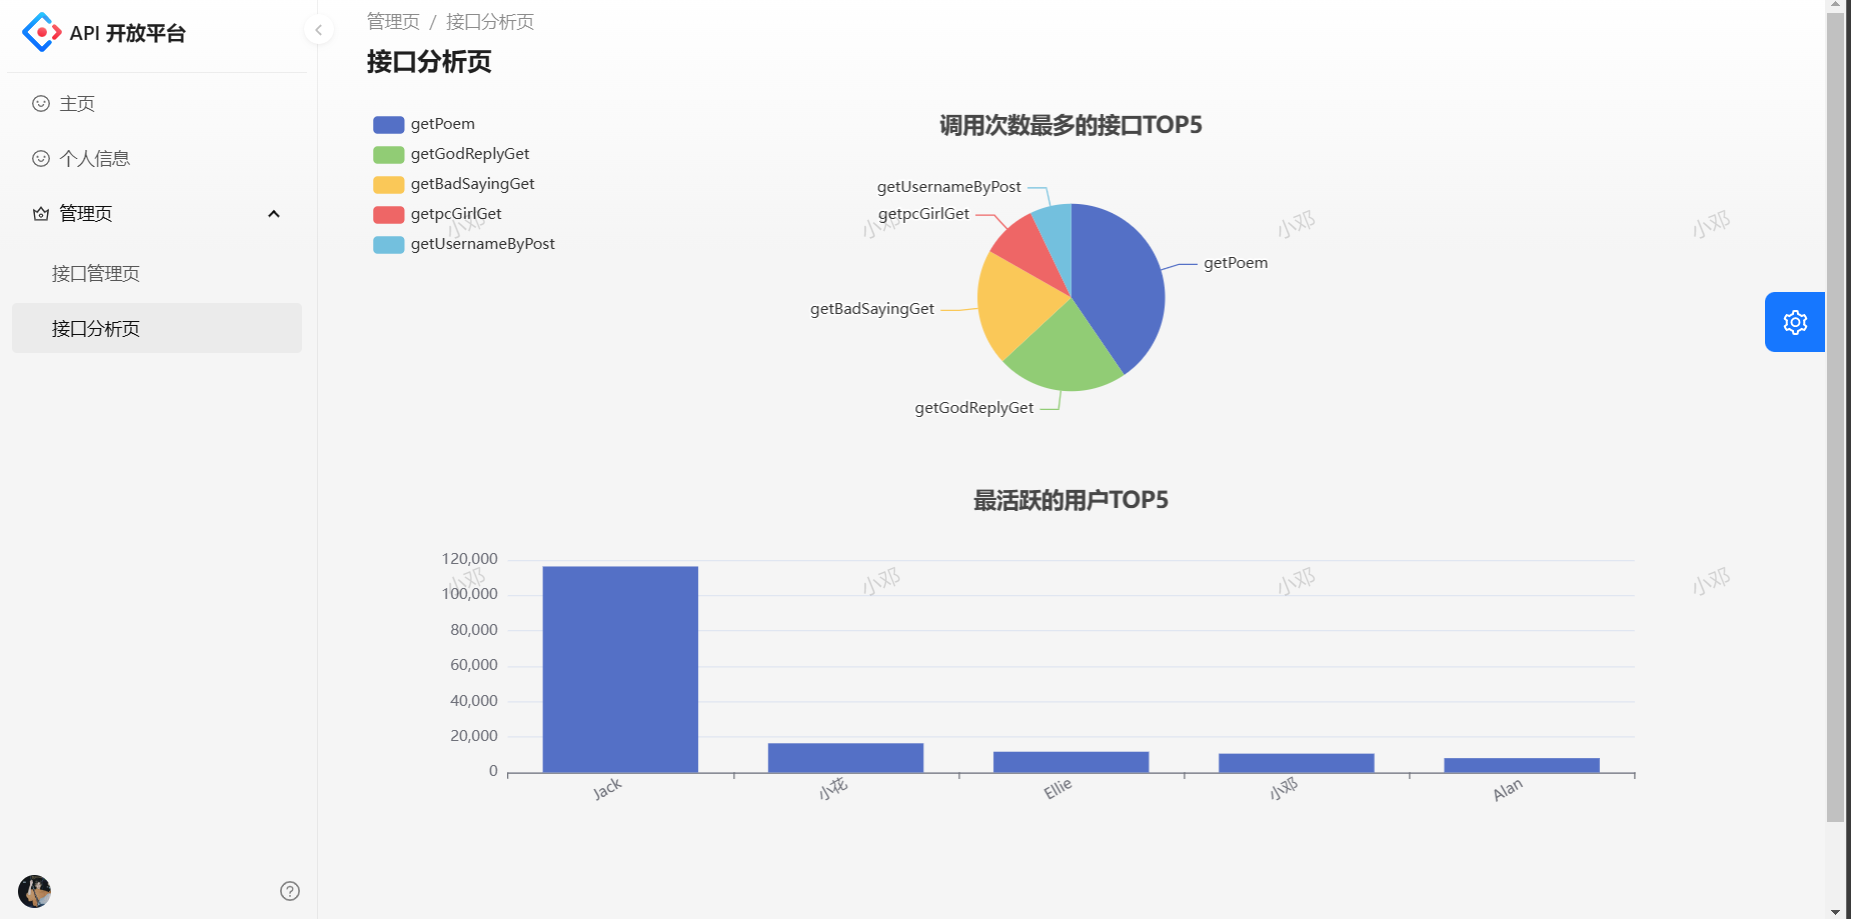 API 开放平台
主页
个人信息
管理页
接口管理页
接口分析页
管理页 / 接口分析页
接口分析页
getPoem
getGodReplyGet
getBadSayingGet
getpcGirlGet
getUsernameByPost
调用次数最多的接口TOP5
getUsernameByPost
getpcGirlGet
getPoem
getBadSayingGet
getGodReplyGet
小邓
小邓
小邓
小邓
最活跃的用户TOP5
120,000
100,000
80,000
60,000
40,000
20,000
0
小邓
小邓
小邓
小邓
Jack
小花
Ellie
小邓
Alan